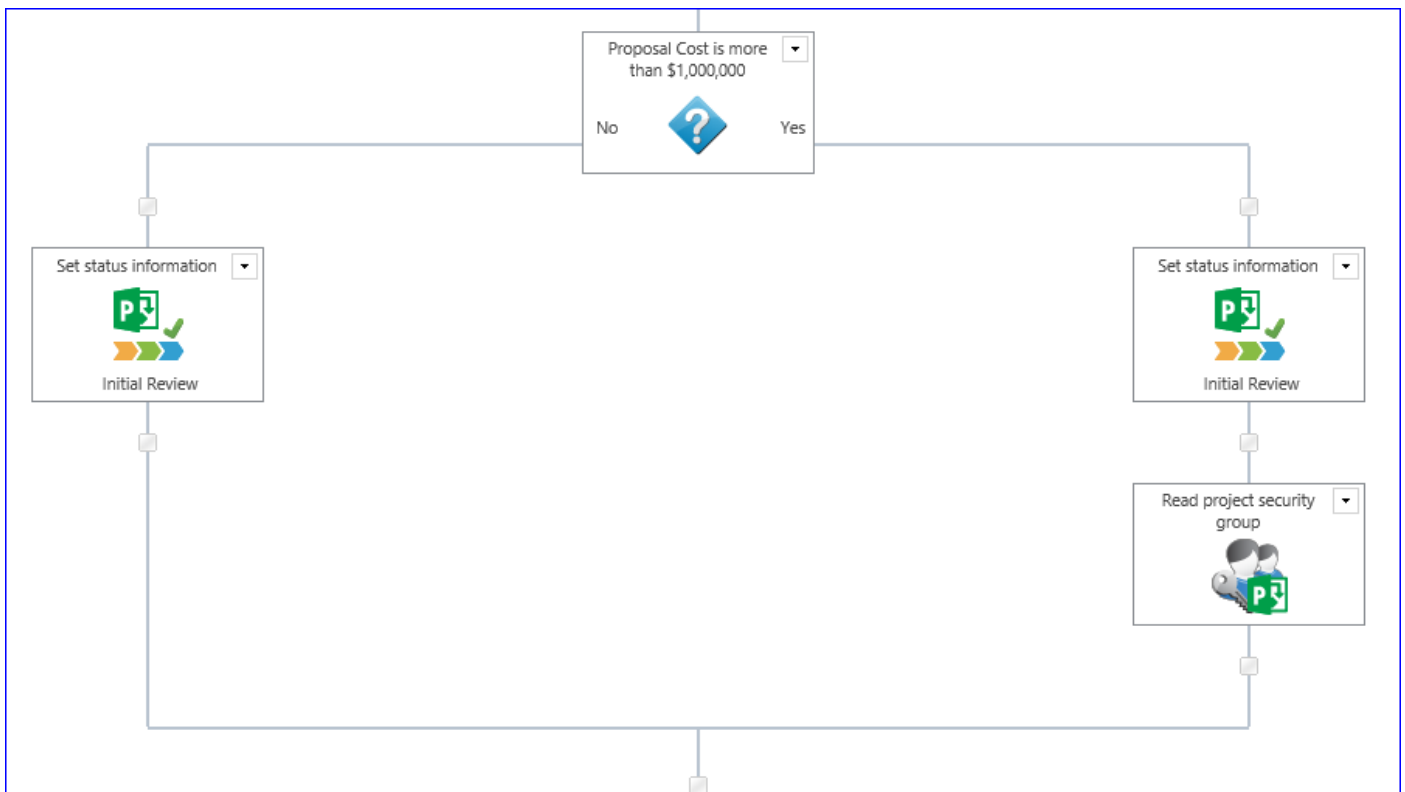 Proposal Cost is more
than $1,000,000
?
No
Yes
Set status information
P
Initial Review
Set status information
P
Initial Review
Read project security
group
P